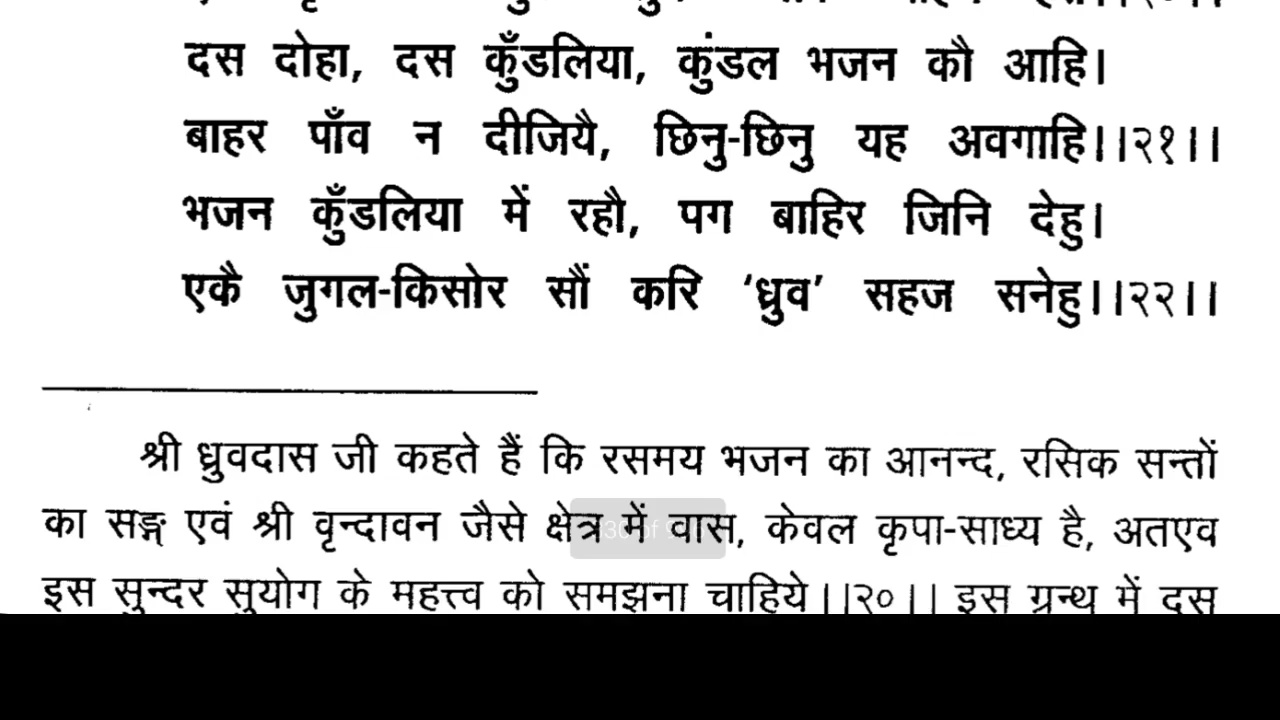 दस दोहा, दस कुँडलिया, कुंडल भजन कौ आहि।
बाहर पाँव न दीजियै, छिनु-छिनु यह अवगाहि।।२१।।
भजन कुँडलिया में रहौ, पग बाहिर जिनि देहु।
एकै जुगल-किसोर सौं करि ‘ध्रुव’ सहज सनेहु।।२२।।
श्री ध्रुवदास जी कहते हैं कि रसमय भजन का आनन्द, रसिक सन्तों
का सङ्ग एवं श्री वृन्दावन जैसे क्षेत्र में वास, केवल कृपा-साध्य है, अतएव
इस सुन्दर सुयोग के महत्त्व को समझना चाहिये।।२०।। इस ग्रन्थ में दस